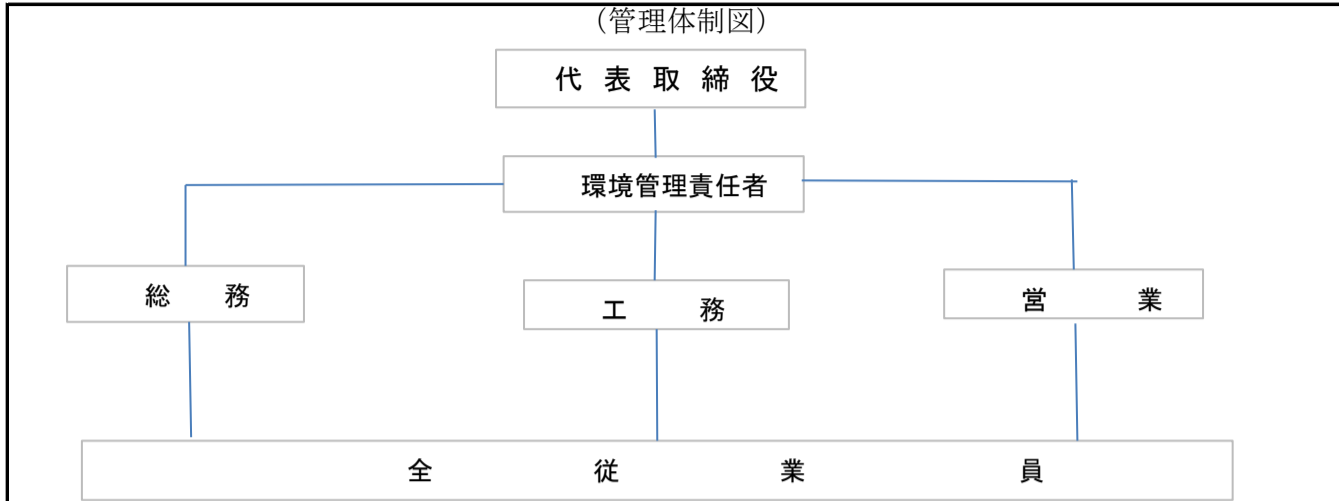 （管理体制図）
代 表 取 締 役
環境管理責任者
総 務
工 務
営 業
全 従 業 員